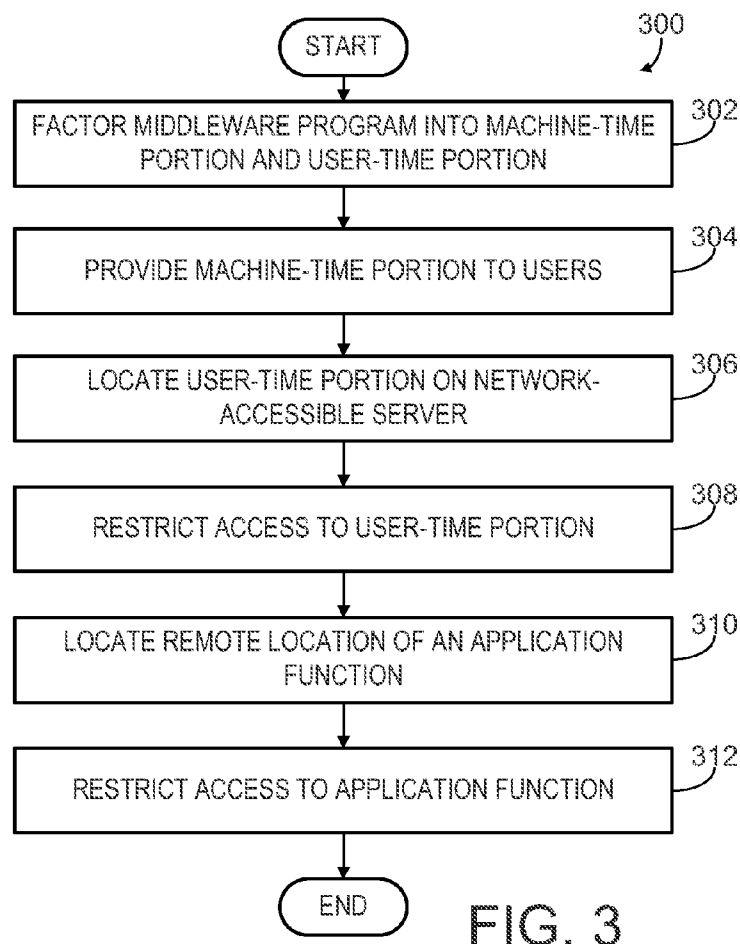 START
300
FACTOR MIDDLEWARE PROGRAM INTO MACHINE-TIME
PORTION AND USER-TIME PORTION
302
PROVIDE MACHINE-TIME PORTION TO USERS
304
LOCATE USER-TIME PORTION ON NETWORK-
ACCESSIBLE SERVER
306
RESTRICT ACCESS TO USER-TIME PORTION
308
LOCATE REMOTE LOCATION OF AN APPLICATION
FUNCTION
310
RESTRICT ACCESS TO APPLICATION FUNCTION
312
END
FIG. 3